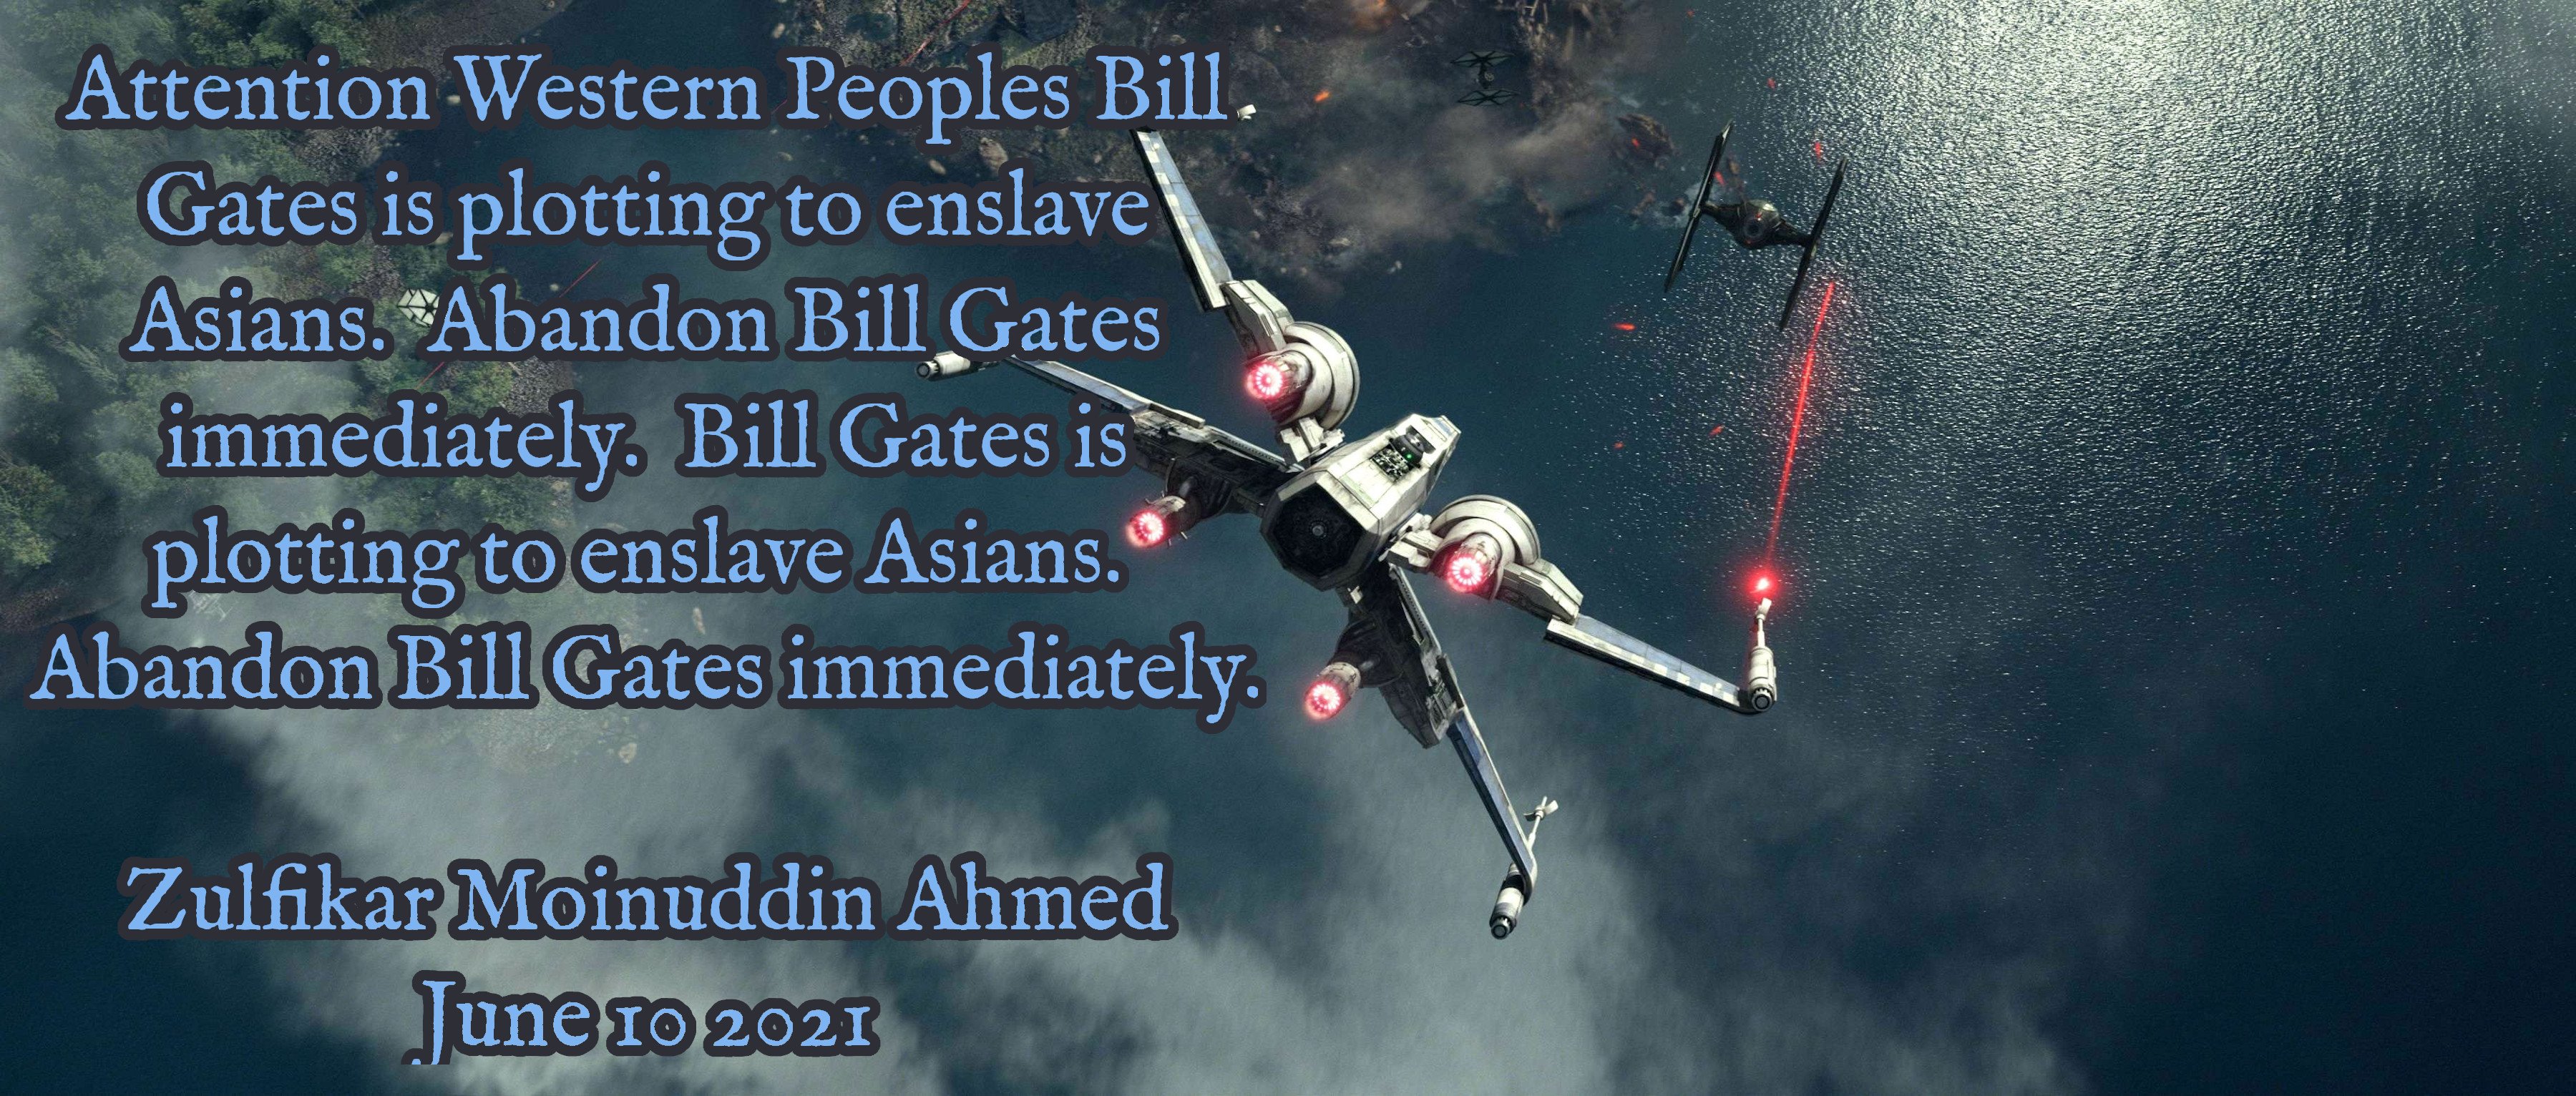 Attention Western Peoples Bill
Gates is plotting to enslave
Asians.  Abandon Bill Gates
immediately.  Bill Gates is
plotting to enslave Asians.
Abandon Bill Gates immediately.
Zulfikar Moinuddin Ahmed
June 10 2021